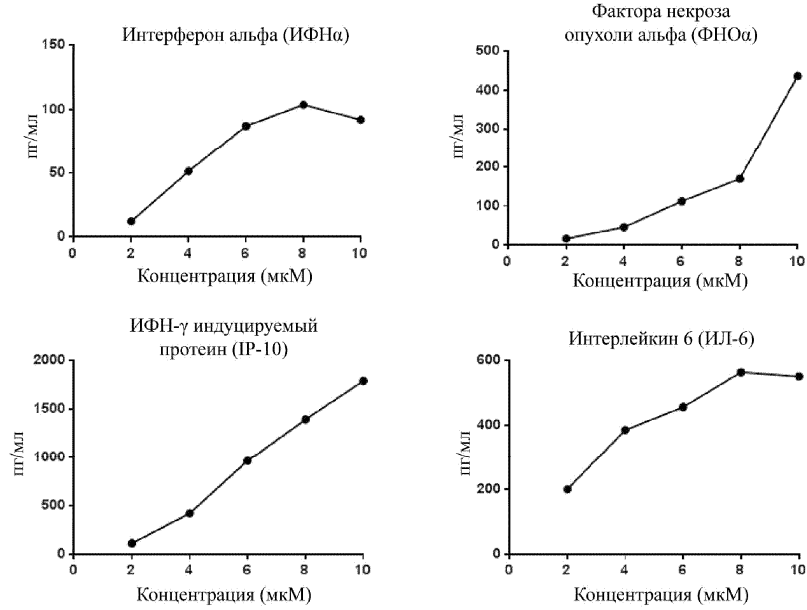 Интерферон альфа (ИФНα)
150
100
50
0
пг/мл
0 2 4 6 8 10
Концентрация (мкМ)
Фактора некроза
опухоли альфа (ФНОα)
500
400
300
200
100
0
пг/мл
0 2 4 6 8 10
Концентрация (мкМ)
ИФН-γ индуцируемый
протеин (IP-10)
2000
1500
1000
500
0
пг/мл
0 2 4 6 8 10
Концентрация (мкМ)
Интерлейкин 6 (ИЛ-6)
600
400
200
0
пг/мл
0 2 4 6 8 10
Концентрация (мкМ)